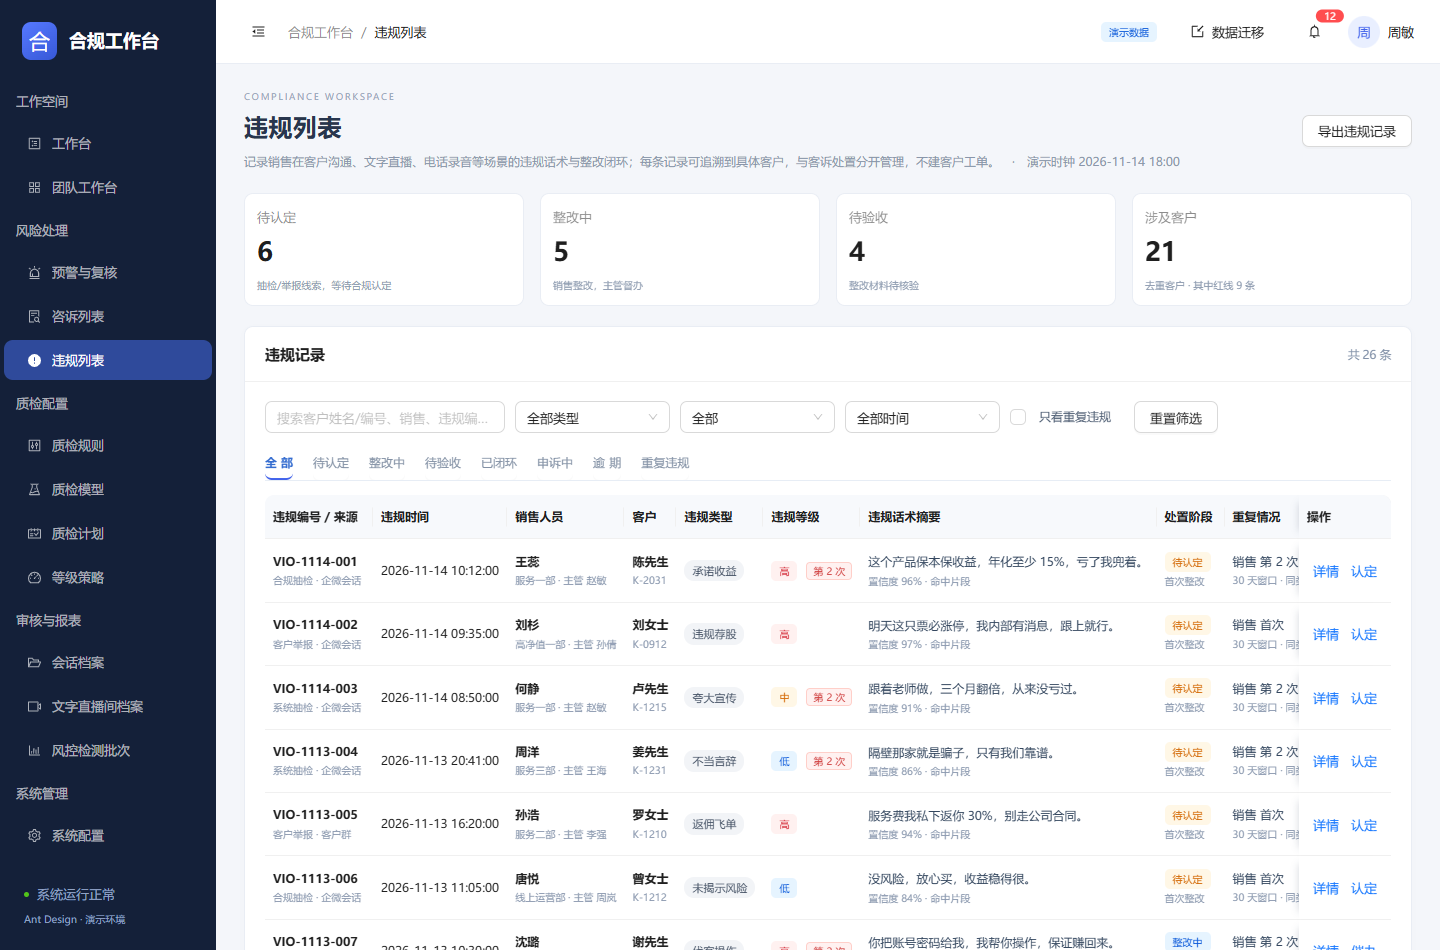 合 合规工作台
工作空间
工作台
团队工作台
风险处理
预警与复核
咨诉列表
违规列表
质检配置
质检规则
质检模型
质检计划
等级策略
审核与报表
会话档案
文字直播间档案
风控检测批次
系统管理
系统配置
系统运行正常
Ant Design · 演示环境
合规工作台 / 违规列表
演示数据
数据迁移
12
周 周敏
COMPLIANCE WORKSPACE
违规列表
记录销售在客户沟通、文字直播、电话录音等场景的违规话术与整改闭环；每条记录可追溯到具体客户，与客诉处置分开管理，不建客户工单。 · 演示时钟 2026-11-14 18:00
导出违规记录
待认定
6
抽检/举报线索，等待合规认定
整改中
5
销售整改，主管督办
待验收
4
整改材料待核验
涉及客户
21
去重客户 · 其中红线 9 条
违规记录
共 26 条
搜索客户姓名/编号、销售、违规编...
全部类型
全部
全部时间
只看重复违规
重置筛选
全 部 待认定 整改中 待验收 已闭环 申诉中 逾 期 重复违规
违规编号 / 来源 违规时间 销售人员 客户 违规类型 违规等级 违规话术摘要 处置阶段 重复情况 操作
VIO-1114-001 2026-11-14 10:12:00 王蕊 陈先生 承诺收益 高 第 2 次 这个产品保本保收益，年化至少 15%，亏了我兜着。 待认定 销售 第 2 次 详情 认定
合规抽检 · 企微会话 服务一部 · 主管 赵敏 K-2031 置信度 96% · 命中片段 首次整改 30 天窗口 · 同
VIO-1114-002 2026-11-14 09:35:00 刘杉 刘女士 违规荐股 高 明天这只票必涨停，我内部有消息，跟上就行。 待认定 销售 首次 详情 认定
客户举报 · 企微会话 高净值一部 · 主管 孙倩 K-0912 置信度 97% · 命中片段 首次整改 30 天窗口 · 同
VIO-1114-003 2026-11-14 08:50:00 何静 卢先生 夸大宣传 中 第 2 次 跟着老师做，三个月翻倍，从来没亏过。 待认定 销售 第 2 次 详情 认定
系统抽检 · 企微会话 服务一部 · 主管 赵敏 K-1215 置信度 91% · 命中片段 首次整改 30 天窗口 · 同
VIO-1113-004 2026-11-13 20:41:00 周洋 姜先生 不当言辞 低 第 2 次 隔壁那家就是骗子，只有我们靠谱。 待认定 销售 第 2 次 详情 认定
系统抽检 · 企微会话 服务三部 · 主管 王海 K-1231 置信度 86% · 命中片段 首次整改 30 天窗口 · 同
VIO-1113-005 2026-11-13 16:20:00 孙浩 罗女士 返佣飞单 高 服务费我私下返你 30%，别走公司合同。 待认定 销售 首次 详情 认定
客户举报 · 客户群 服务二部 · 主管 李强 K-1210 置信度 94% · 命中片段 首次整改 30 天窗口 · 同
VIO-1113-006 2026-11-13 11:05:00 唐悦 曾女士 未揭示风险 低 没风险，放心买，收益稳得很。 待认定 销售 首次 详情 认定
合规抽检 · 企微会话 线上运营部 · 主管 周岚 K-1212 置信度 84% · 命中片段 首次整改 30 天窗口 · 同
VIO-1113-007 2026-11-13 10:30:00 沈璐 谢先生 高 第 2 次 你把账号密码给我，我帮你操作，保证赚回来。 整改中 销售 第 2 次 详情